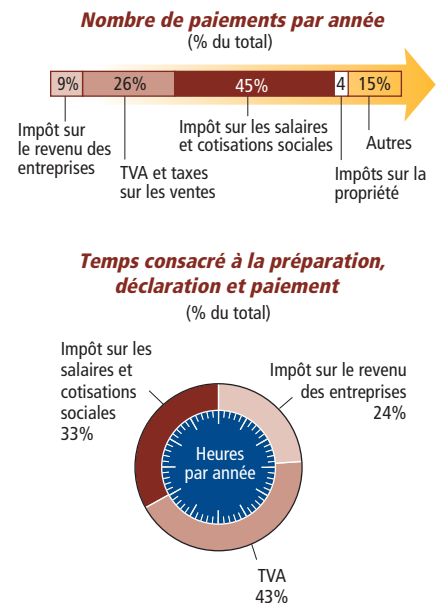 Nombre de paiements par année
(% du total)
9% 26% 45% 4 15%
Impôt sur
le revenu des
entreprises
TVA et taxes
sur les ventes
Impôt sur les salaires
et cotisations sociales
Impôts sur la
propriété
Autres
Temps consacré à la préparation,
déclaration et paiement
(% du total)
Impôt sur les
salaires et
cotisations
sociales
33%
Impôt sur le revenu
des entreprises
24%
Heures
par année
TVA
43%